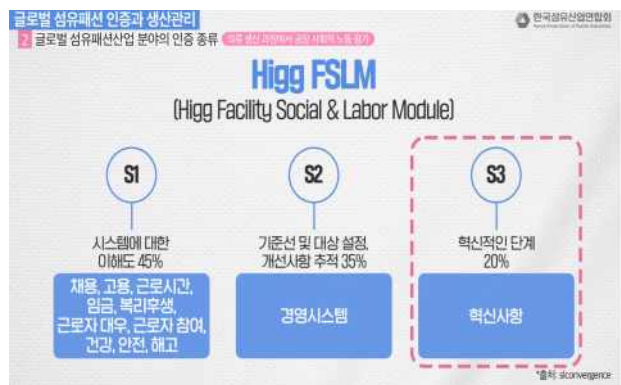 글로벌 섬유패션 인증과 생산관리
한국섬유산업연합회
2 글로벌 섬유패션산업 분야의 인증 종류
Higg FSLM
(Higg Facility Social & Labor Module)
S1
S2
S3
시스템에 대한
이해도 45%
기준선 및 대상 설정,
개선사항 추적 35%
혁신적인 단계
20%
채용, 고용, 근로시간,
임금, 복리후생,
근로자 대우, 근로자 참여,
건강, 안전, 해고
경영시스템
혁신사항
*출처: slconvergence